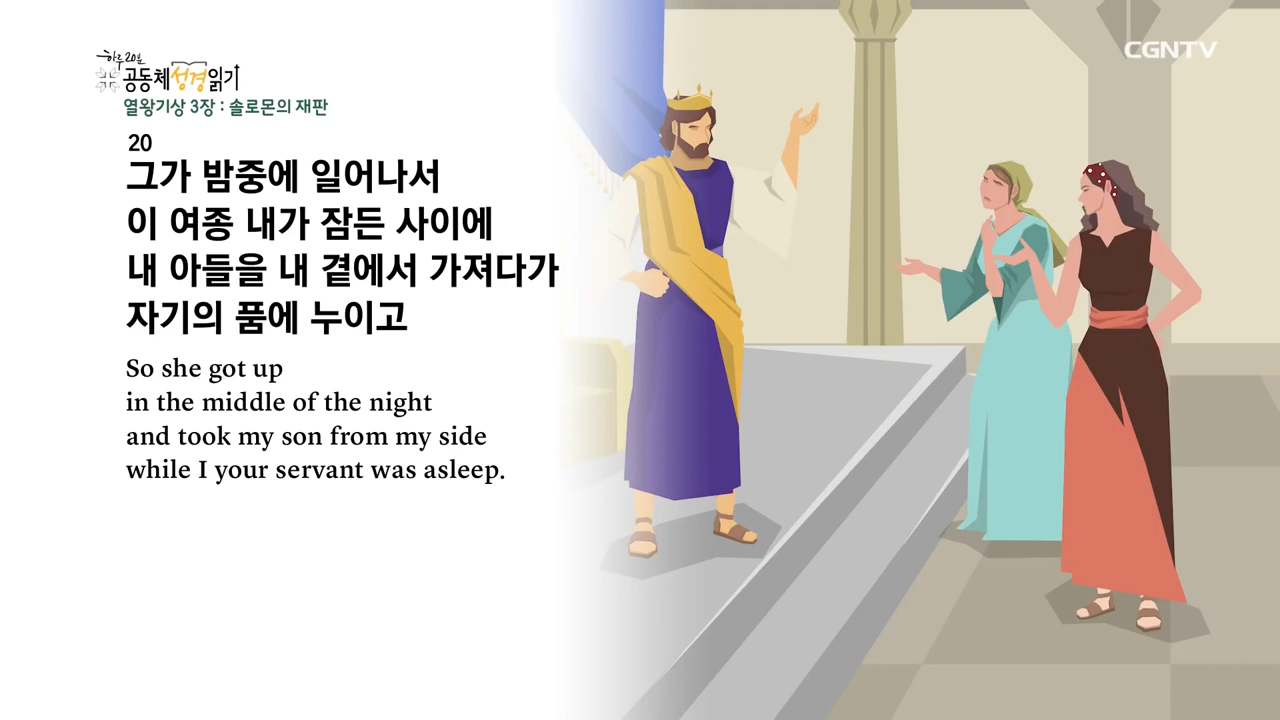 하루 20분
공동체성경읽기
열왕기상 3장 : 솔로몬의 재판
20
그가 밤중에 일어나서
이 여종 내가 잠든 사이에
내 아들을 내 곁에서 가져다가
자기의 품에 누이고
So she got up
in the middle of the night
and took my son from my side
while I your servant was asleep.
CGNTV